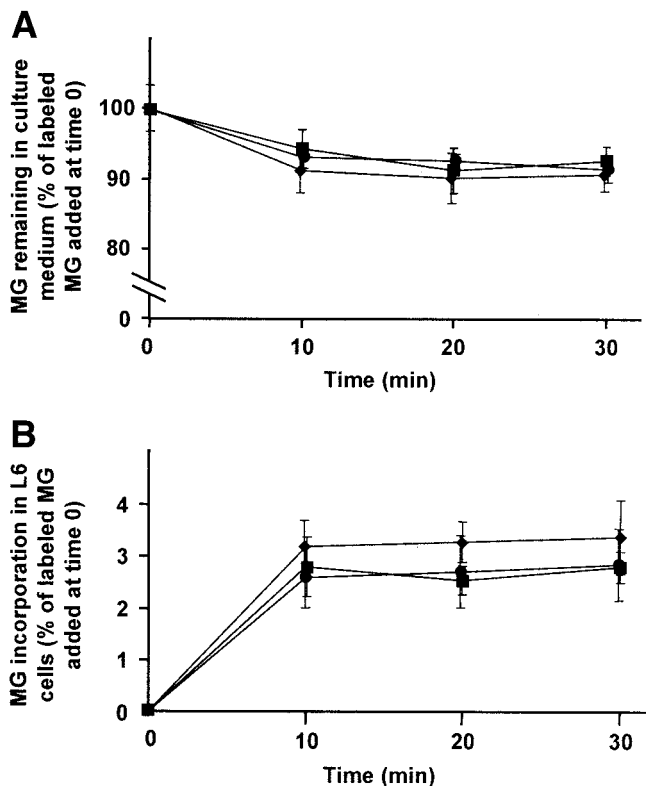 A
MG remaining in culture
medium (% of labeled
MG added at time 0)
100
90
80
0
0 10 20 30
Time (min)
B
MG incorporation in L6
cells (% of labeled MG
added at time 0)
4
3
2
1
0
0 10 20 30
Time (min)